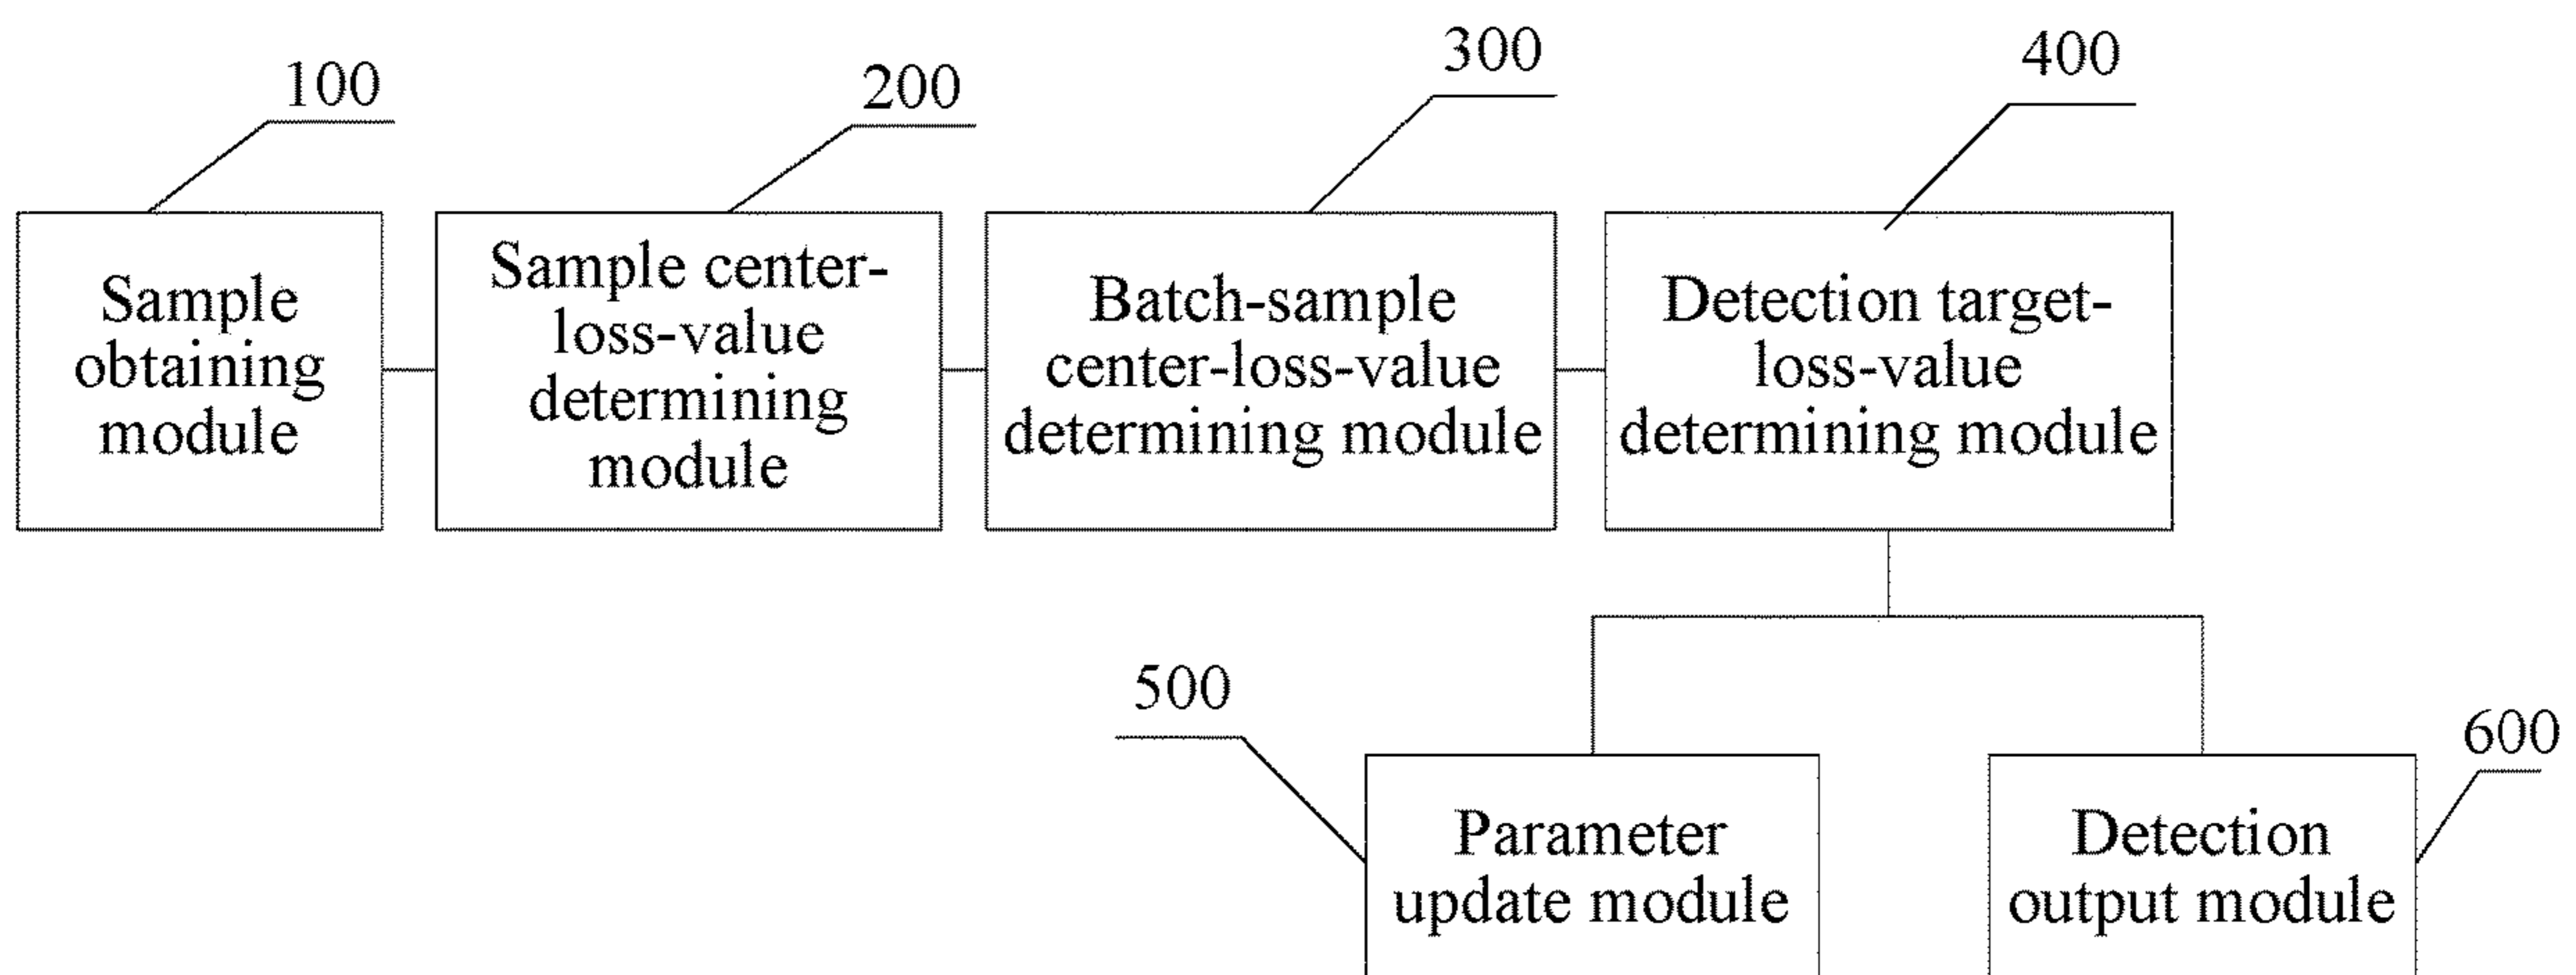 100
200
300
400
Sample
obtaining
module
Sample center-
loss-value
determining
module
Batch-sample
center-loss-value
determining module
Detection target-
loss-value
determining module
500
600
Parameter
update module
Detection
output module